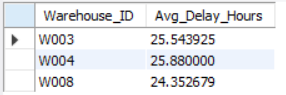 Warehouse_ID Avg_Delay_Hours
W003 25.543925
W004 25.880000
W008 24.352679